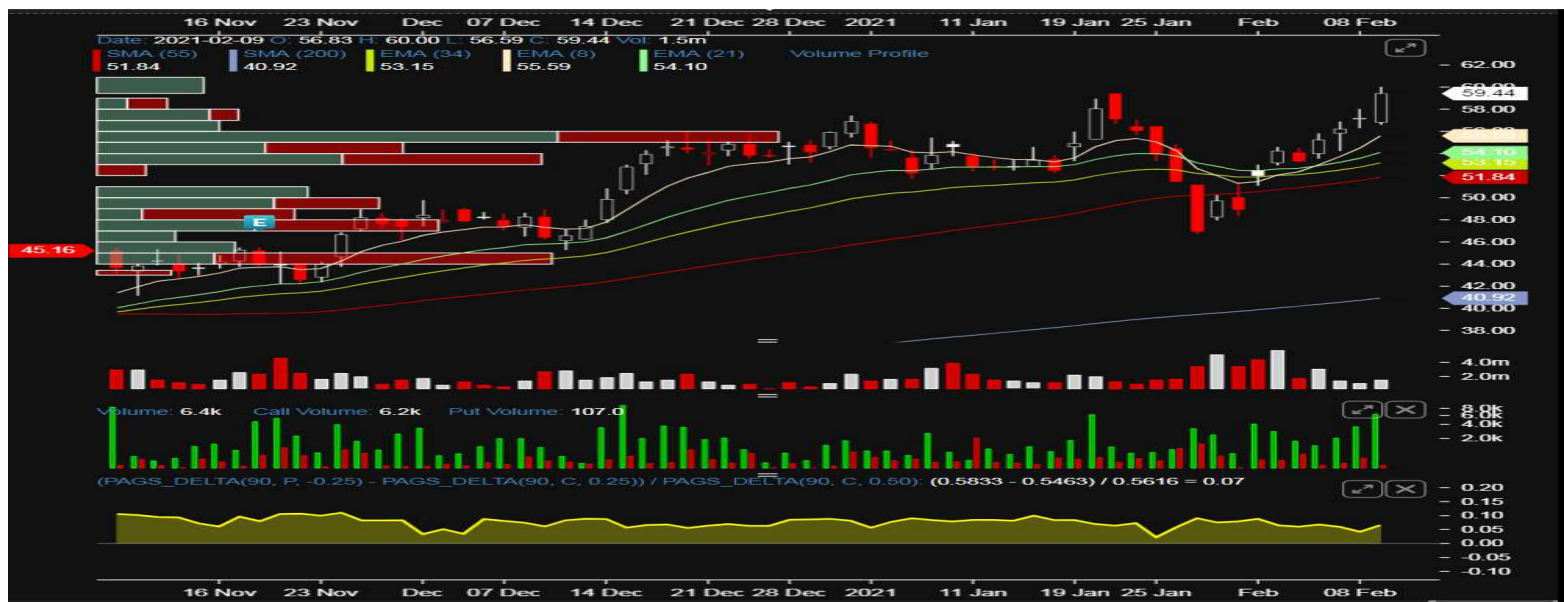 16 Nov 23 Nov Dec 07 Dec 14 Dec 21 Dec 28 Dec 2021 11 Jan 19 Jan 25 Jan Feb 08 Feb
Date: 2021-02-09 O: 56.83 H: 60.00 L: 56.59 C: 59.44 Vol: 1.5m
SMA (55) SMA (200) EMA (34) EMA (8) EMA (21) Volume Profile
51.84 40.92 53.15 55.59 54.10
62.00
59.44
58.00
54.10
53.15
51.84
50.00
E
48.00
45.16
46.00
44.00
42.00
40.92
40.00
38.00
4.0m
2.0m
Volume: 6.4k Call Volume: 6.2k Put Volume: 107.0
8.0k
6.0k
4.0k
2.0k
(PAGS_DELTA(90, P, -0.25) - PAGS_DELTA(90, C, 0.25)) / PAGS_DELTA(90, C, 0.50): (0.5833 - 0.5463) / 0.5616 = 0.07
0.20
0.15
0.10
0.05
0.00
-0.05
-0.10
16 Nov 23 Nov Dec 07 Dec 14 Dec 21 Dec 28 Dec 2021 11 Jan 19 Jan 25 Jan Feb 08 Feb